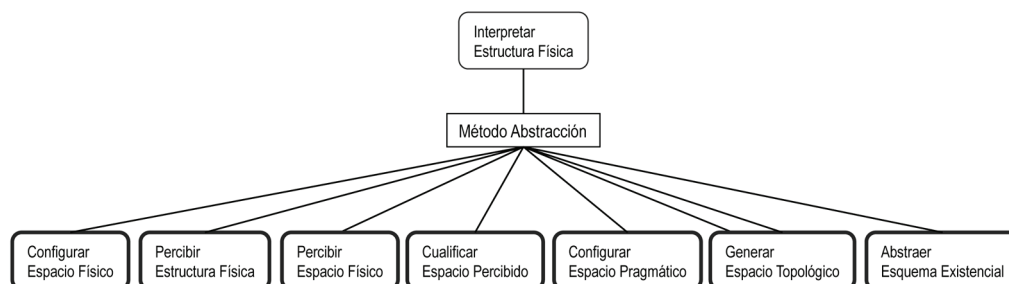 Interpretar
Estructura Física
Método Abstracción
Configurar
Espacio Físico
Percibir
Estructura Física
Percibir
Espacio Físico
Cualificar
Espacio Percibido
Configurar
Espacio Pragmático
Generar
Espacio Topológico
Abstraer
Esquema Existencial